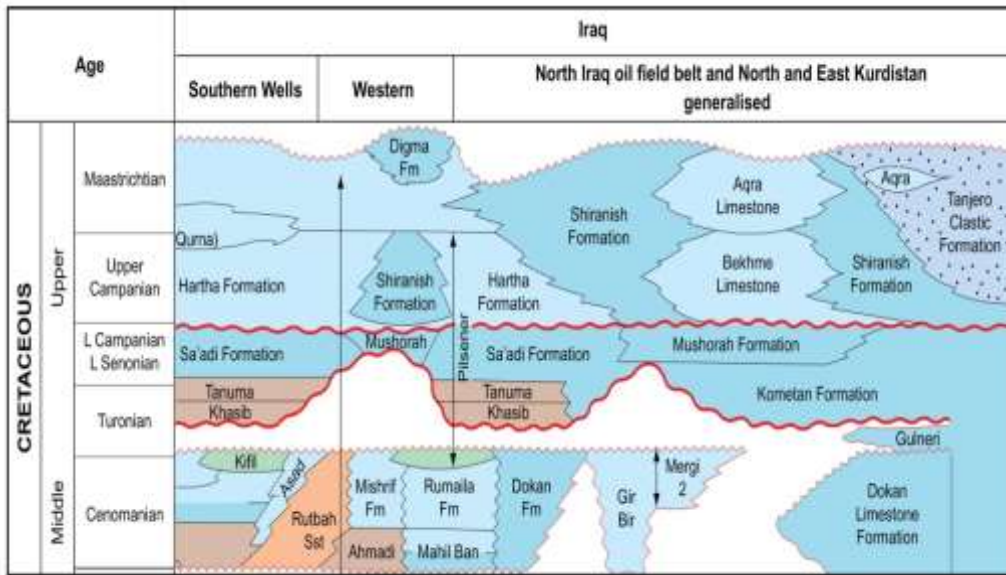 Age
Iraq
Southern Wells
Western
North Iraq oil field belt and North and East Kurdistan
generalised
CRETACEOUS
Upper
Middle
Maastrichtian
Upper
Campanian
L Campanian
L Senonian
Turonian
Cenomanian
Digma
Fm
Qurna)
Hartha Formation
Shiranish
Formation
Pilsener
Hartha
Formation
Shiranish
Formation
Aqra
Limestone
Bekhme
Limestone
Aqra
Tanjero
Clastic
Formation
Shiranish
Formation
Sa'adi Formation
Mushorah
Sa'adi Formation
Mushorah Formation
Tanuma
Khasib
Tanuma
Khasib
Kometan Formation
Gulneri
Kifil
Asad
Rutbah
Sst
Mishrif
Fm
Ahmadi
Rumaila
Fm
Mahil Ban
Dokan
Fm
Gir
Bir
Mergi
2
Dokan
Limestone
Formation